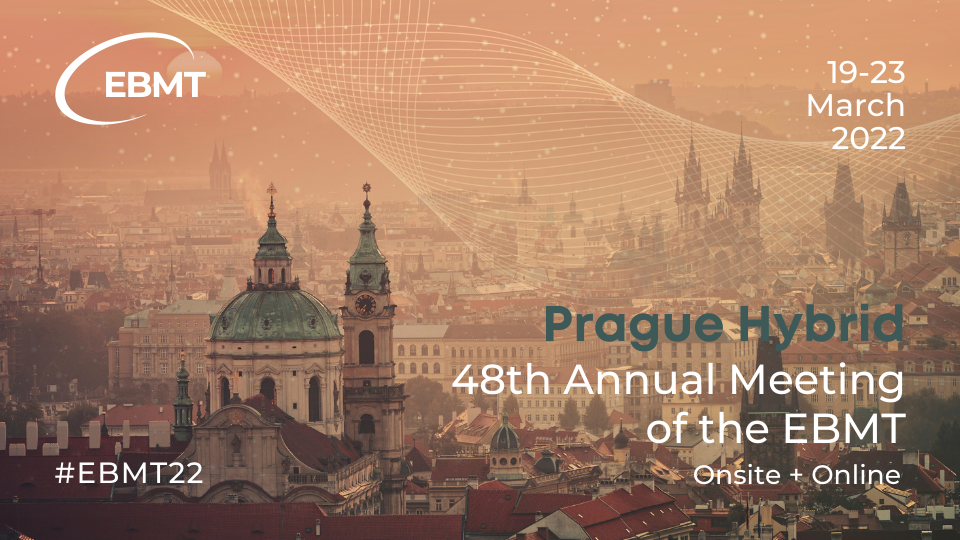 EBMT
19-23
March
2022
Prague Hybrid
48th Annual Meeting
of the EBMT
#EBMT22
Onsite + Online